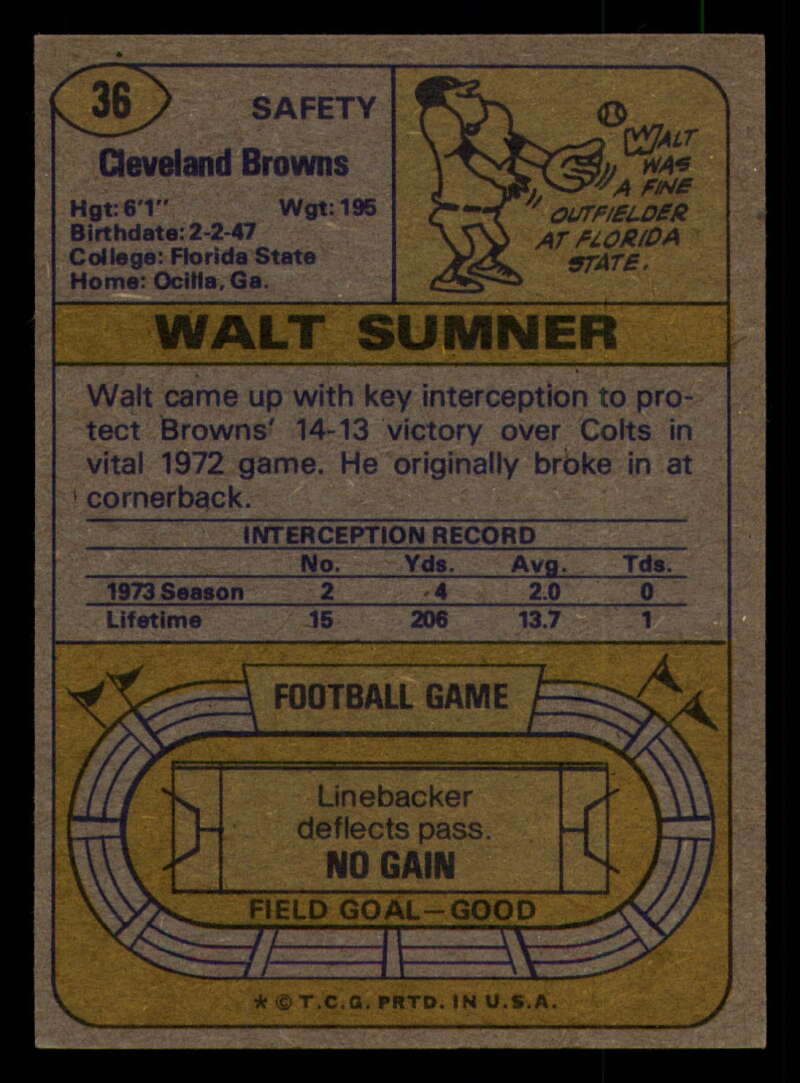 36
SAFETY
Cleveland Browns
Hgt: 6'1" Wgt: 195
Birthdate: 2-2-47
College: Florida State
Home: Ocilla, Ga.
WALT
WAS
A FINE
OUTFIELDER
AT FLORIDA
STATE.
WALT SUMNER
Walt came up with key interception to pro-
tect Browns' 14-13 victory over Colts in
vital 1972 game. He originally broke in at
cornerback.
INTERCEPTION RECORD
No. Yds. Avg. Tds.
1973 Season 2 4 2.0 0
Lifetime 15 206 13.7 1
FOOTBALL GAME
Linebacker
deflects pass.
NO GAIN
FIELD GOAL—GOOD
* © T.C.G. PRTD. IN U.S.A.